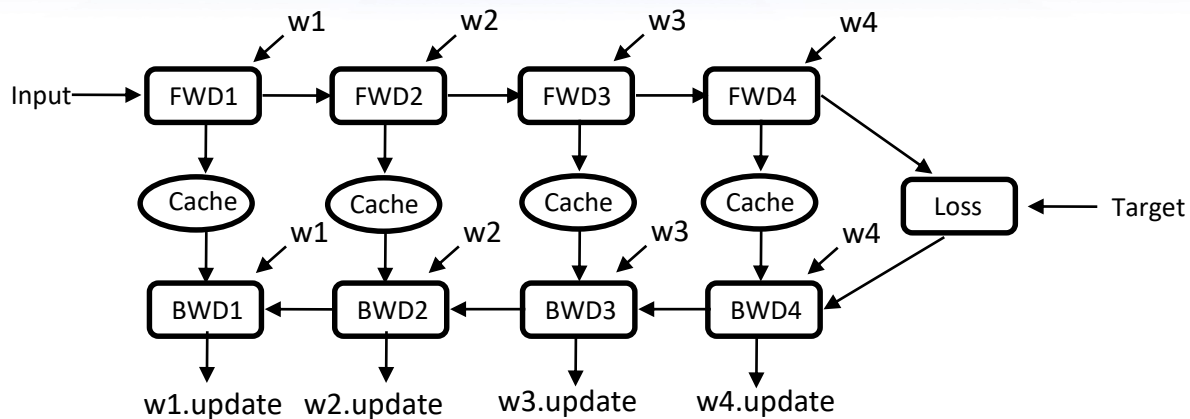 w1 w2 w3 w4
Input FWD1 FWD2 FWD3 FWD4
Cache Cache Cache Cache Loss Target
w1 w2 w3 w4
BWD1 BWD2 BWD3 BWD4
w1.update w2.update w3.update w4.update